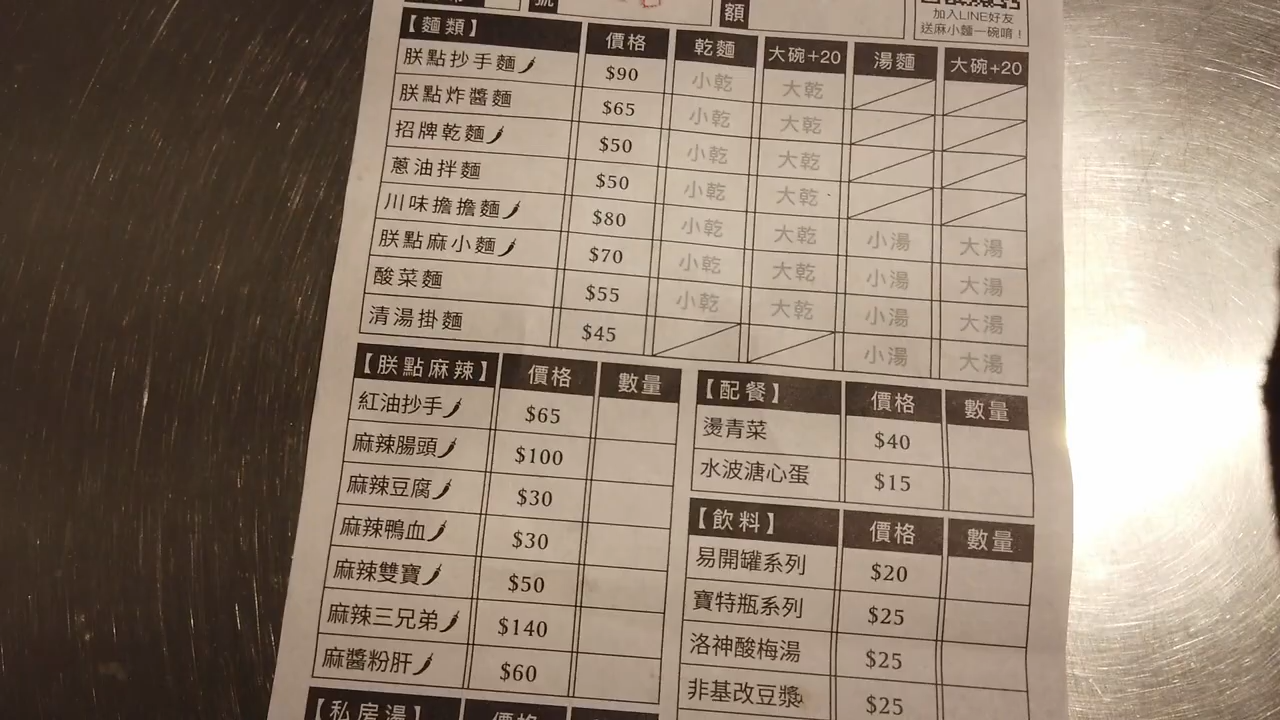 號
額
加入LINE好友
送麻小麵一碗唷！
【麵類】 價格 乾麵 大碗+20 湯麵 大碗+20
朕點抄手麵 $90 小乾 大乾
朕點炸醬麵 $65 小乾 大乾
招牌乾麵 $50 小乾 大乾
蔥油拌麵 $50 小乾 大乾
川味擔擔麵 $80 小乾 大乾 小湯 大湯
朕點麻小麵 $70 小乾 大乾 小湯 大湯
酸菜麵 $55 小乾 大乾 小湯 大湯
清湯掛麵 $45 小湯 大湯
【朕點麻辣】 價格 數量
紅油抄手 $65
麻辣腸頭 $100
麻辣豆腐 $30
麻辣鴨血 $30
麻辣雙寶 $50
麻辣三兄弟 $140
麻醬粉肝 $60
【私房湯】 價格
【配餐】 價格 數量
燙青菜 $40
水波溏心蛋 $15
【飲料】 價格 數量
易開罐系列 $20
寶特瓶系列 $25
洛神酸梅湯 $25
非基改豆漿 $25